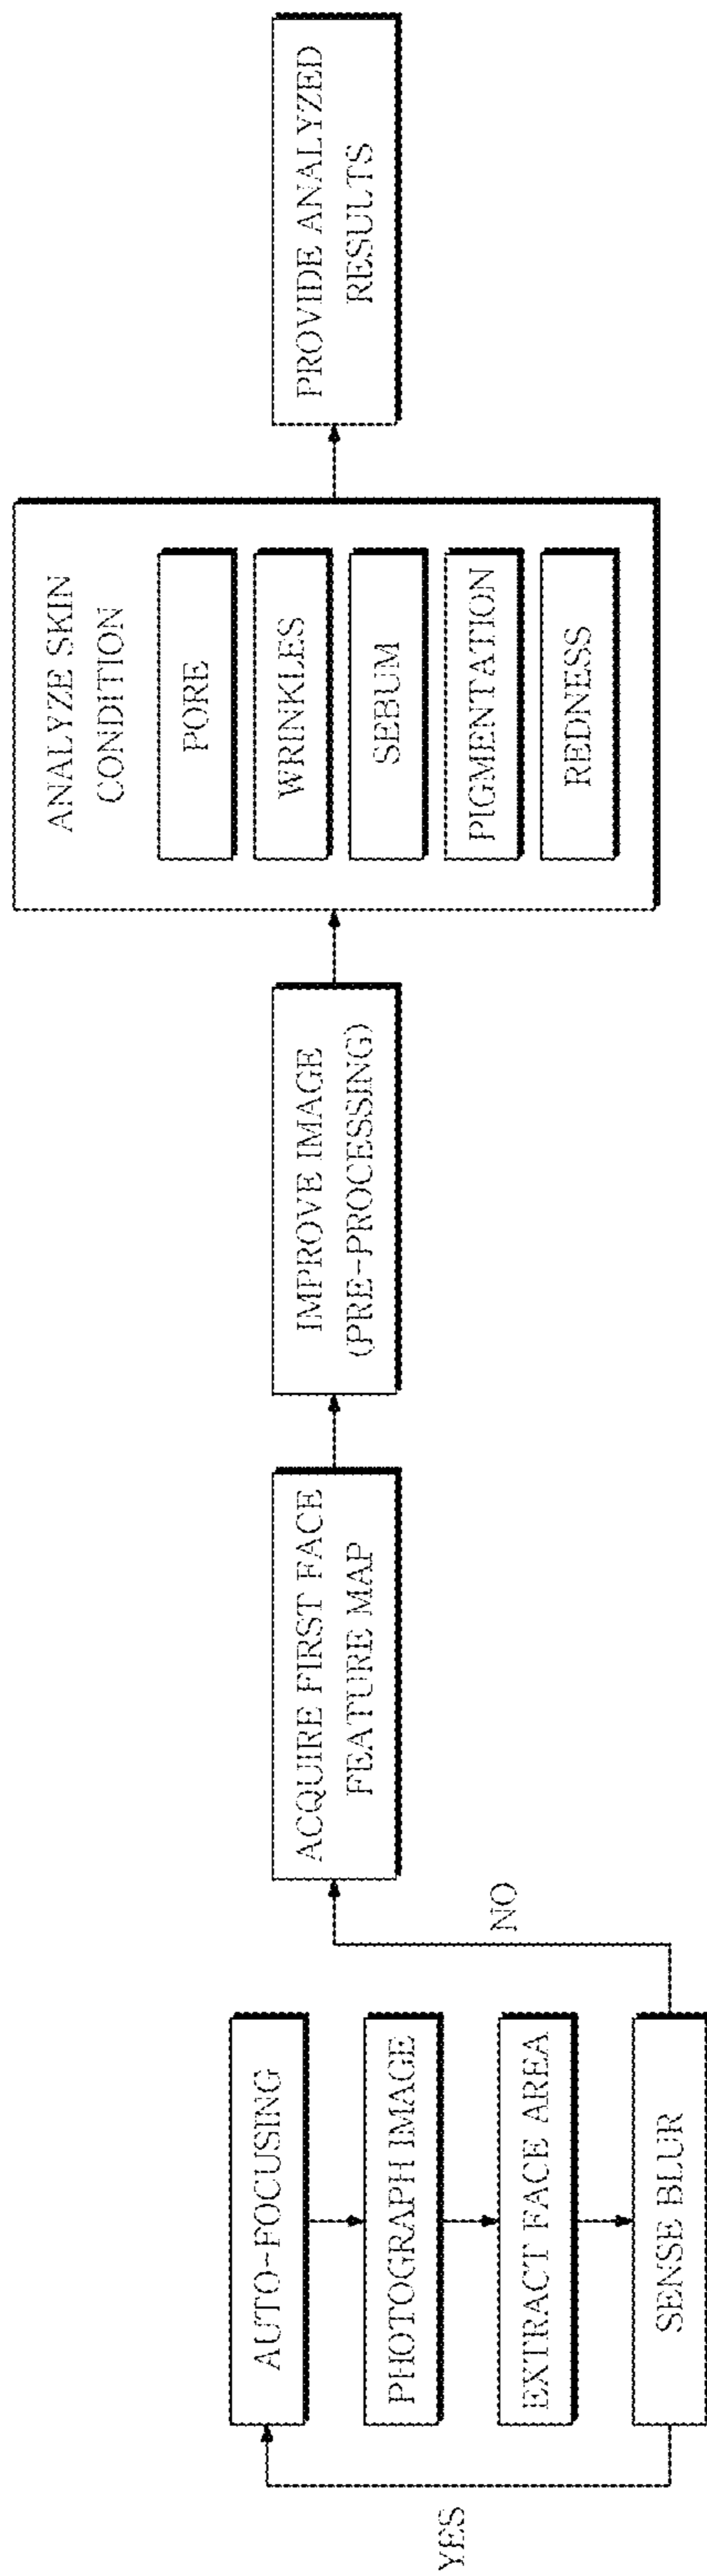 AUTO-FOCUSING
PHOTOGRAPH IMAGE
EXTRACT FACE AREA
SENSE BLUR
YES
NO
ACQUIRE FIRST FACE
FEATURE MAP
IMPROVE IMAGE
(PRE-PROCESSING)
ANALYZE SKIN
CONDITION
PORE
WRINKLES
SEBUM
PIGMENTATION
REDNESS
PROVIDE ANALYZED
RESULTS